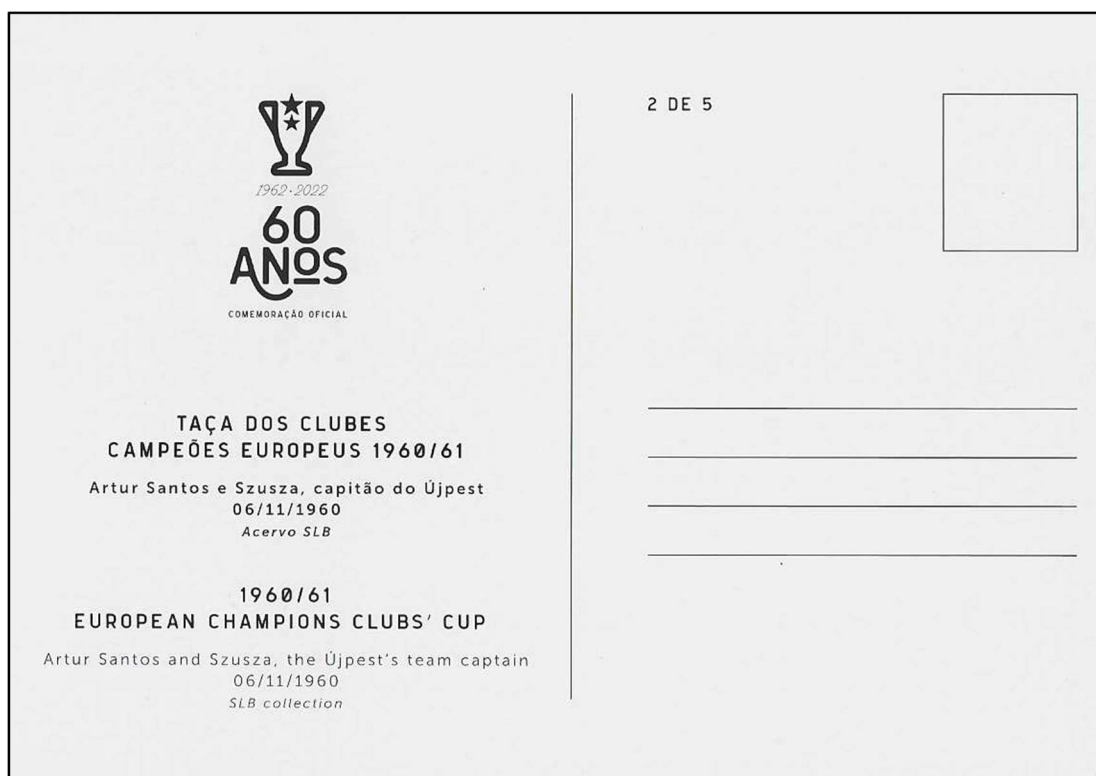 1962·2022
60
ANOS
COMEMORAÇÃO OFICIAL
TAÇA DOS CLUBES
CAMPEÕES EUROPEUS 1960/61
Artur Santos e Szusza, capitão do Újpest
06/11/1960
Acervo SLB
1960/61
EUROPEAN CHAMPIONS CLUBS' CUP
Artur Santos and Szusza, the Újpest's team captain
06/11/1960
SLB collection
2 DE 5